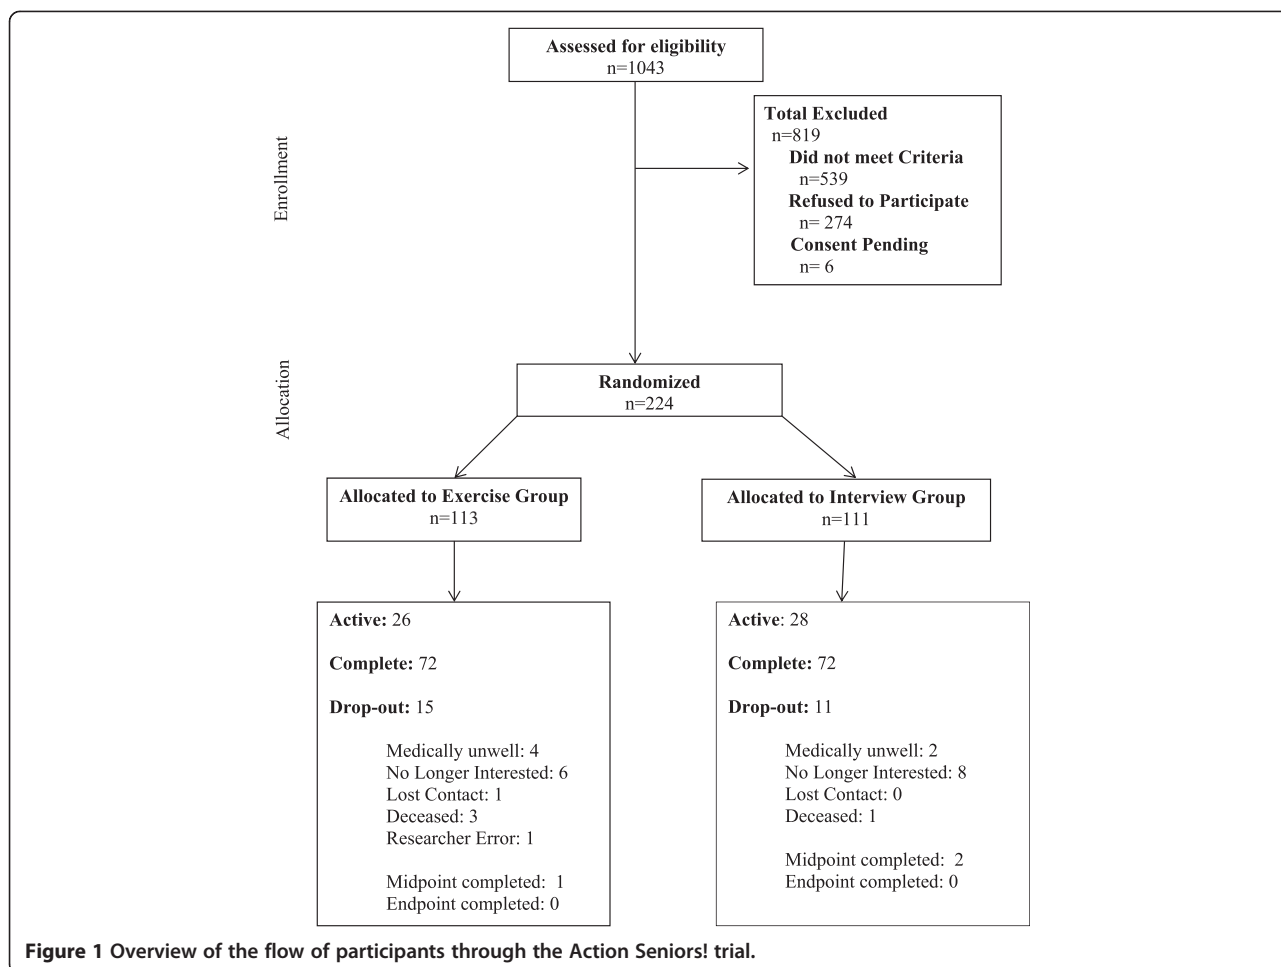 Assessed for eligibility
n=1043
Enrollment
Total Excluded
n=819
Did not meet Criteria
n=539
Refused to Participate
n= 274
Consent Pending
n= 6
Allocation
Randomized
n=224
Allocated to Exercise Group
n=113
Allocated to Interview Group
n=111
Active: 26
Complete: 72
Drop-out: 15
Medically unwell: 4
No Longer Interested: 6
Lost Contact: 1
Deceased: 3
Researcher Error: 1
Midpoint completed: 1
Endpoint completed: 0
Active: 28
Complete: 72
Drop-out: 11
Medically unwell: 2
No Longer Interested: 8
Lost Contact: 0
Deceased: 1
Midpoint completed: 2
Endpoint completed: 0
Figure 1 Overview of the flow of participants through the Action Seniors! trial.